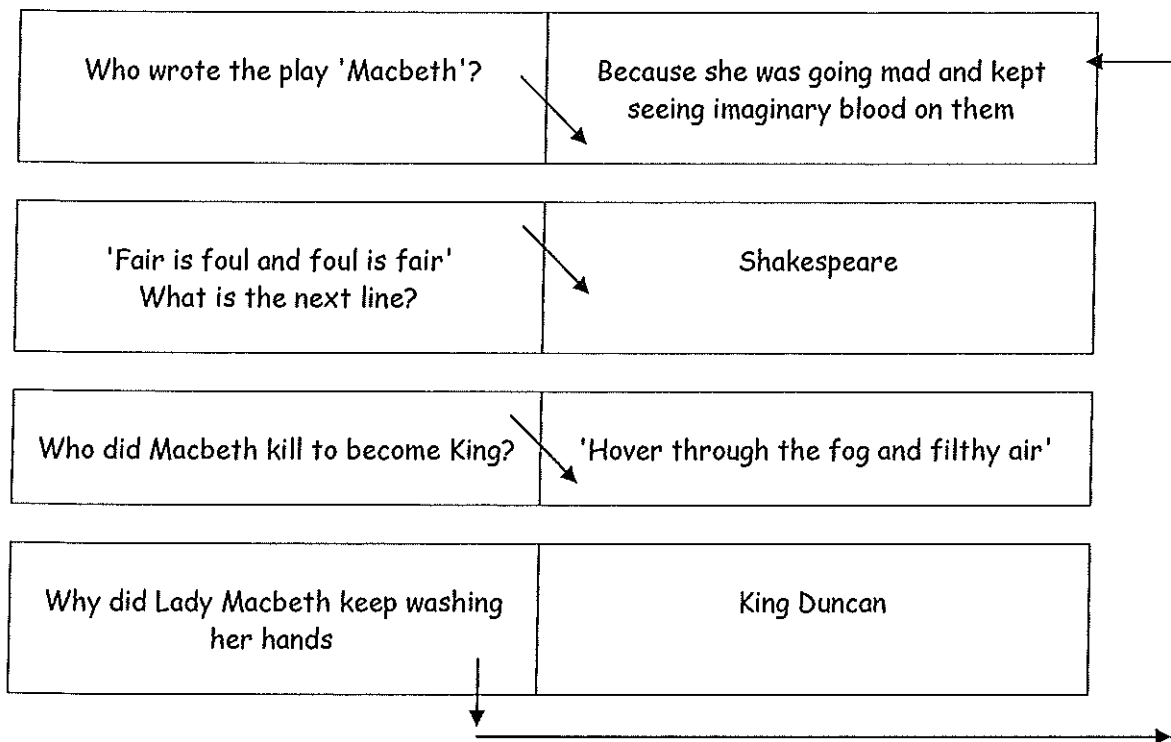 Who wrote the play 'Macbeth'?
Because she was going mad and kept
seeing imaginary blood on them
'Fair is foul and foul is fair'
What is the next line?
Shakespeare
Who did Macbeth kill to become King?
'Hover through the fog and filthy air'
Why did Lady Macbeth keep washing
her hands
King Duncan